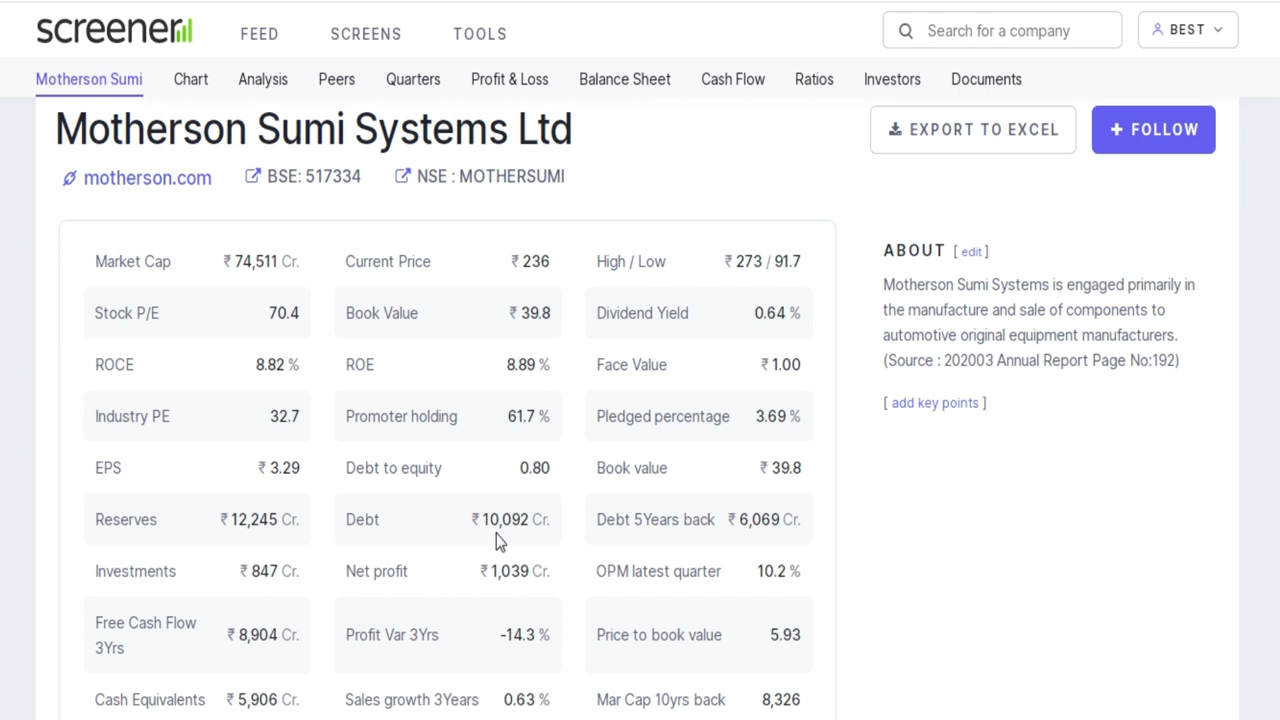 screener FEED SCREENS TOOLS Search for a company BEST
Motherson Sumi Chart Analysis Peers Quarters Profit & Loss Balance Sheet Cash Flow Ratios Investors Documents
Motherson Sumi Systems Ltd EXPORT TO EXCEL + FOLLOW
motherson.com BSE: 517334 NSE : MOTHERSUMI
Market Cap ₹ 74,511 Cr. Current Price ₹ 236 High / Low ₹ 273 / 91.7
Stock P/E 70.4 Book Value ₹ 39.8 Dividend Yield 0.64 %
ROCE 8.82 % ROE 8.89 % Face Value ₹ 1.00
Industry PE 32.7 Promoter holding 61.7 % Pledged percentage 3.69 %
EPS ₹ 3.29 Debt to equity 0.80 Book value ₹ 39.8
Reserves ₹ 12,245 Cr. Debt ₹ 10,092 Cr. Debt 5Years back ₹ 6,069 Cr.
Investments ₹ 847 Cr. Net profit ₹ 1,039 Cr. OPM latest quarter 10.2 %
Free Cash Flow
3Yrs ₹ 8,904 Cr. Profit Var 3Yrs -14.3 % Price to book value 5.93
Cash Equivalents ₹ 5,906 Cr. Sales growth 3Years 0.63 % Mar Cap 10yrs back 8,326
ABOUT [ edit ]
Motherson Sumi Systems is engaged primarily in
the manufacture and sale of components to
automotive original equipment manufacturers.
(Source : 202003 Annual Report Page No:192)
[ add key points ]